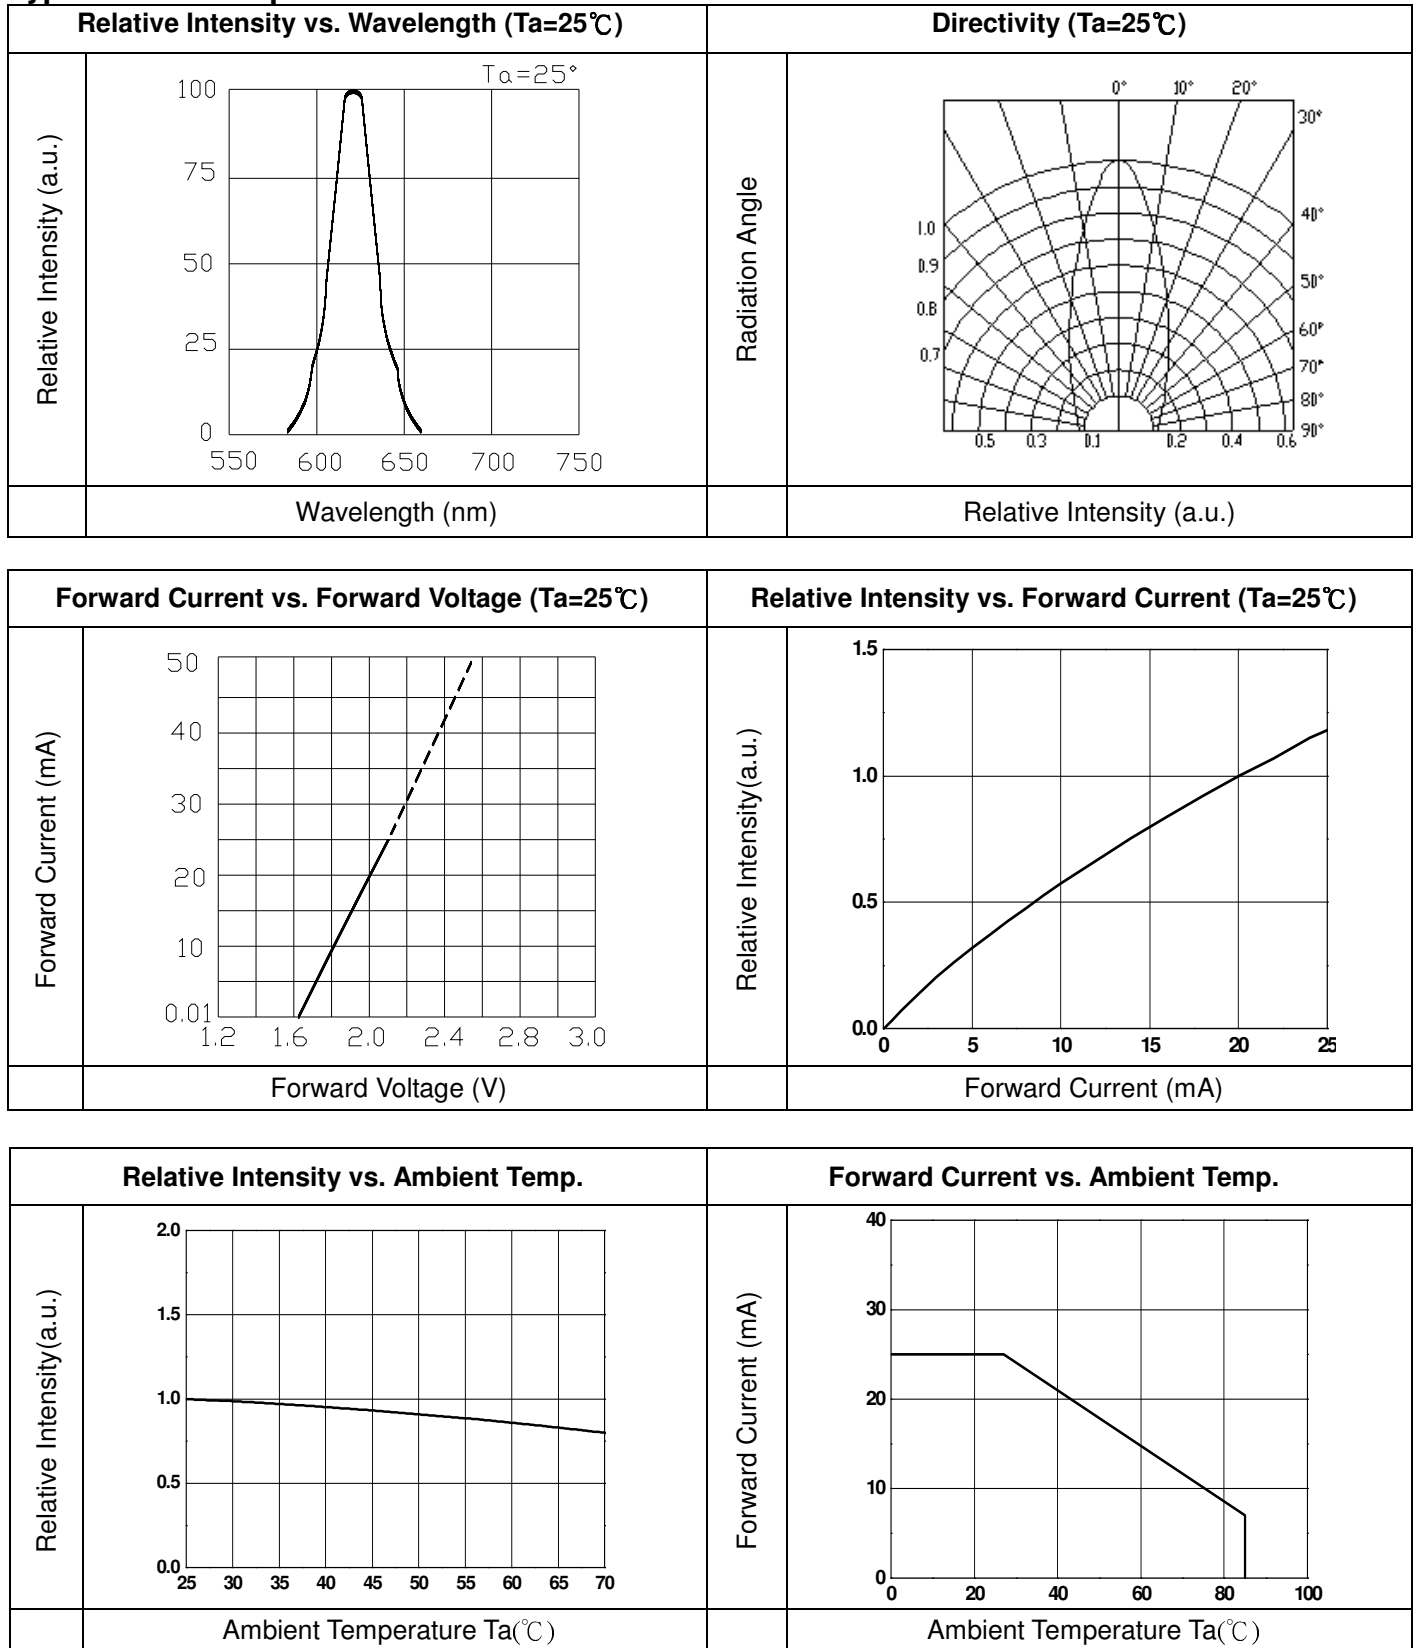 Relative Intensity vs. Wavelength (Ta=25℃)
Directivity (Ta=25℃)
Relative Intensity (a.u.)
Ta=25°
100
75
50
25
0
550 600 650 700 750
Wavelength (nm)
Radiation Angle
0° 10° 20°
30°
40°
50°
60°
70°
80°
90°
1.0
0.9
0.8
0.7
0.5 0.3 0.1 0.2 0.4 0.6
Relative Intensity (a.u.)
Forward Current vs. Forward Voltage (Ta=25℃)
Relative Intensity vs. Forward Current (Ta=25℃)
Forward Current (mA)
50
40
30
20
10
0.01
1.2 1.6 2.0 2.4 2.8 3.0
Forward Voltage (V)
Relative Intensity(a.u.)
1.5
1.0
0.5
0.0
0 5 10 15 20 25
Forward Current (mA)
Relative Intensity vs. Ambient Temp.
Forward Current vs. Ambient Temp.
Relative Intensity(a.u.)
2.0
1.5
1.0
0.5
0.0
25 30 35 40 45 50 55 60 65 70
Ambient Temperature Ta(℃)
Forward Current (mA)
40
30
20
10
0
0 20 40 60 80 100
Ambient Temperature Ta(℃)